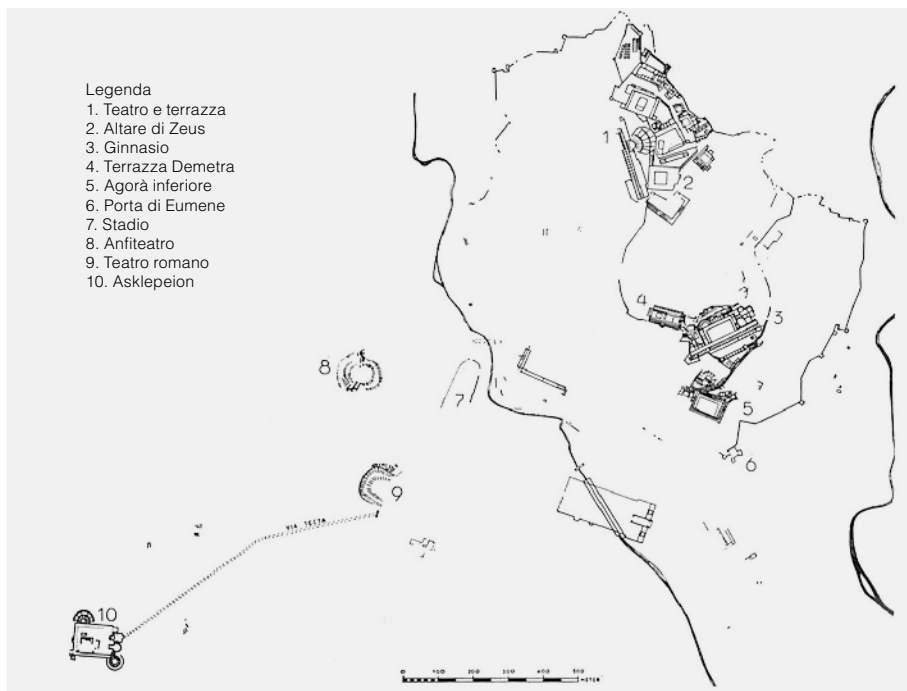 Legenda
1. Teatro e terrazza
2. Altare di Zeus
3. Ginnasio
4. Terrazza Demetra
5. Agorà inferiore
6. Porta di Eumene
7. Stadio
8. Anfiteatro
9. Teatro romano
10. Asklepeion
1
2
4
3
8
7
5
6
9
VIA TECTA
10
0 100 200 300 400 500 METER